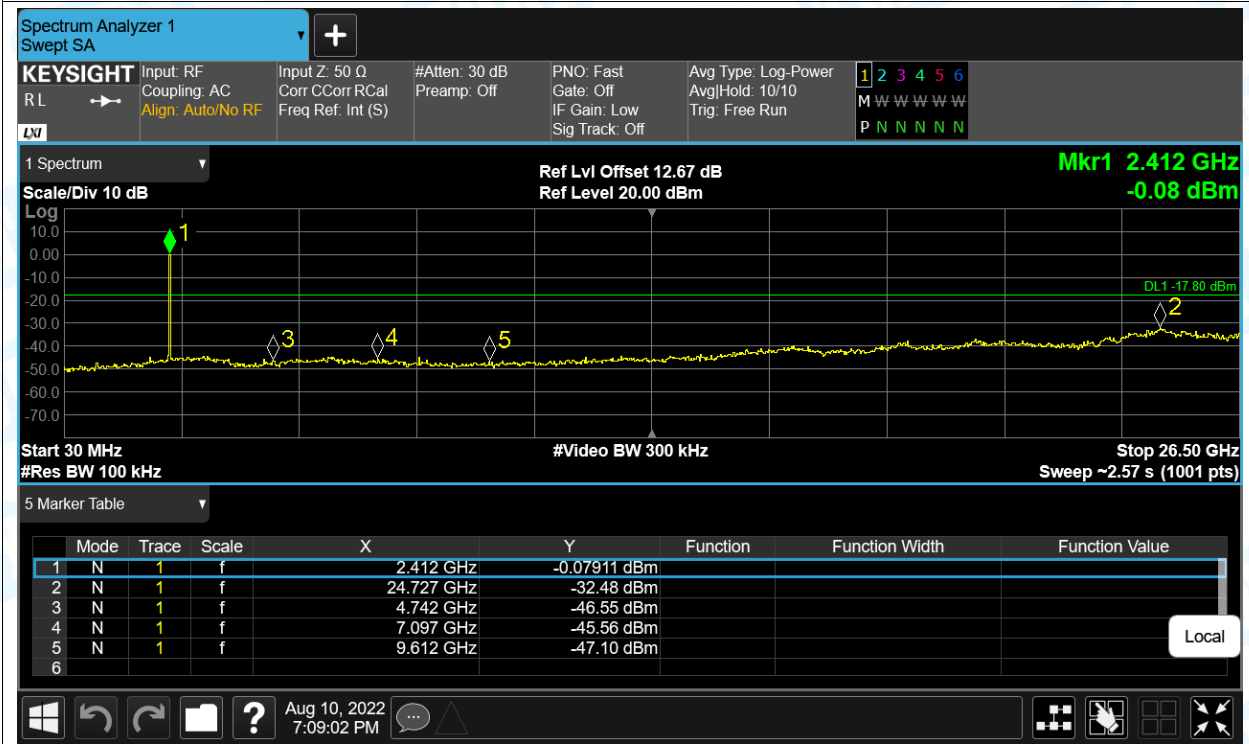 Spectrum Analyzer 1
Swept SA
KEYSIGHT Input: RF Input Z: 50 Ω #Atten: 30 dB PNO: Fast Avg Type: Log-Power 1 2 3 4 5 6
R L Coupling: AC Corr CCorr RCal Preamp: Off Gate: Off Avg|Hold: 10/10 M W W W W W
Align: Auto/No RF Freq Ref: Int (S) IF Gain: Low Trig: Free Run
LXI Sig Track: Off P N N N N N
1 Spectrum Ref Lvl Offset 12.67 dB Mkr1 2.412 GHz
Scale/Div 10 dB Ref Level 20.00 dBm -0.08 dBm
Log
10.0 1
0.00
-10.0
DL1 -17.80 dBm
-20.0 2
-30.0
3 4 5
-40.0
-50.0
-60.0
-70.0
Start 30 MHz #Video BW 300 kHz Stop 26.50 GHz
#Res BW 100 kHz Sweep ~2.57 s (1001 pts)
5 Marker Table
Mode Trace Scale X Y Function Function Width Function Value
1 N 1 f 2.412 GHz -0.07911 dBm
2 N 1 f 24.727 GHz -32.48 dBm
3 N 1 f 4.742 GHz -46.55 dBm
4 N 1 f 7.097 GHz -45.56 dBm
5 N 1 f 9.612 GHz -47.10 dBm
6
Local
? Aug 10, 2022
7:09:02 PM